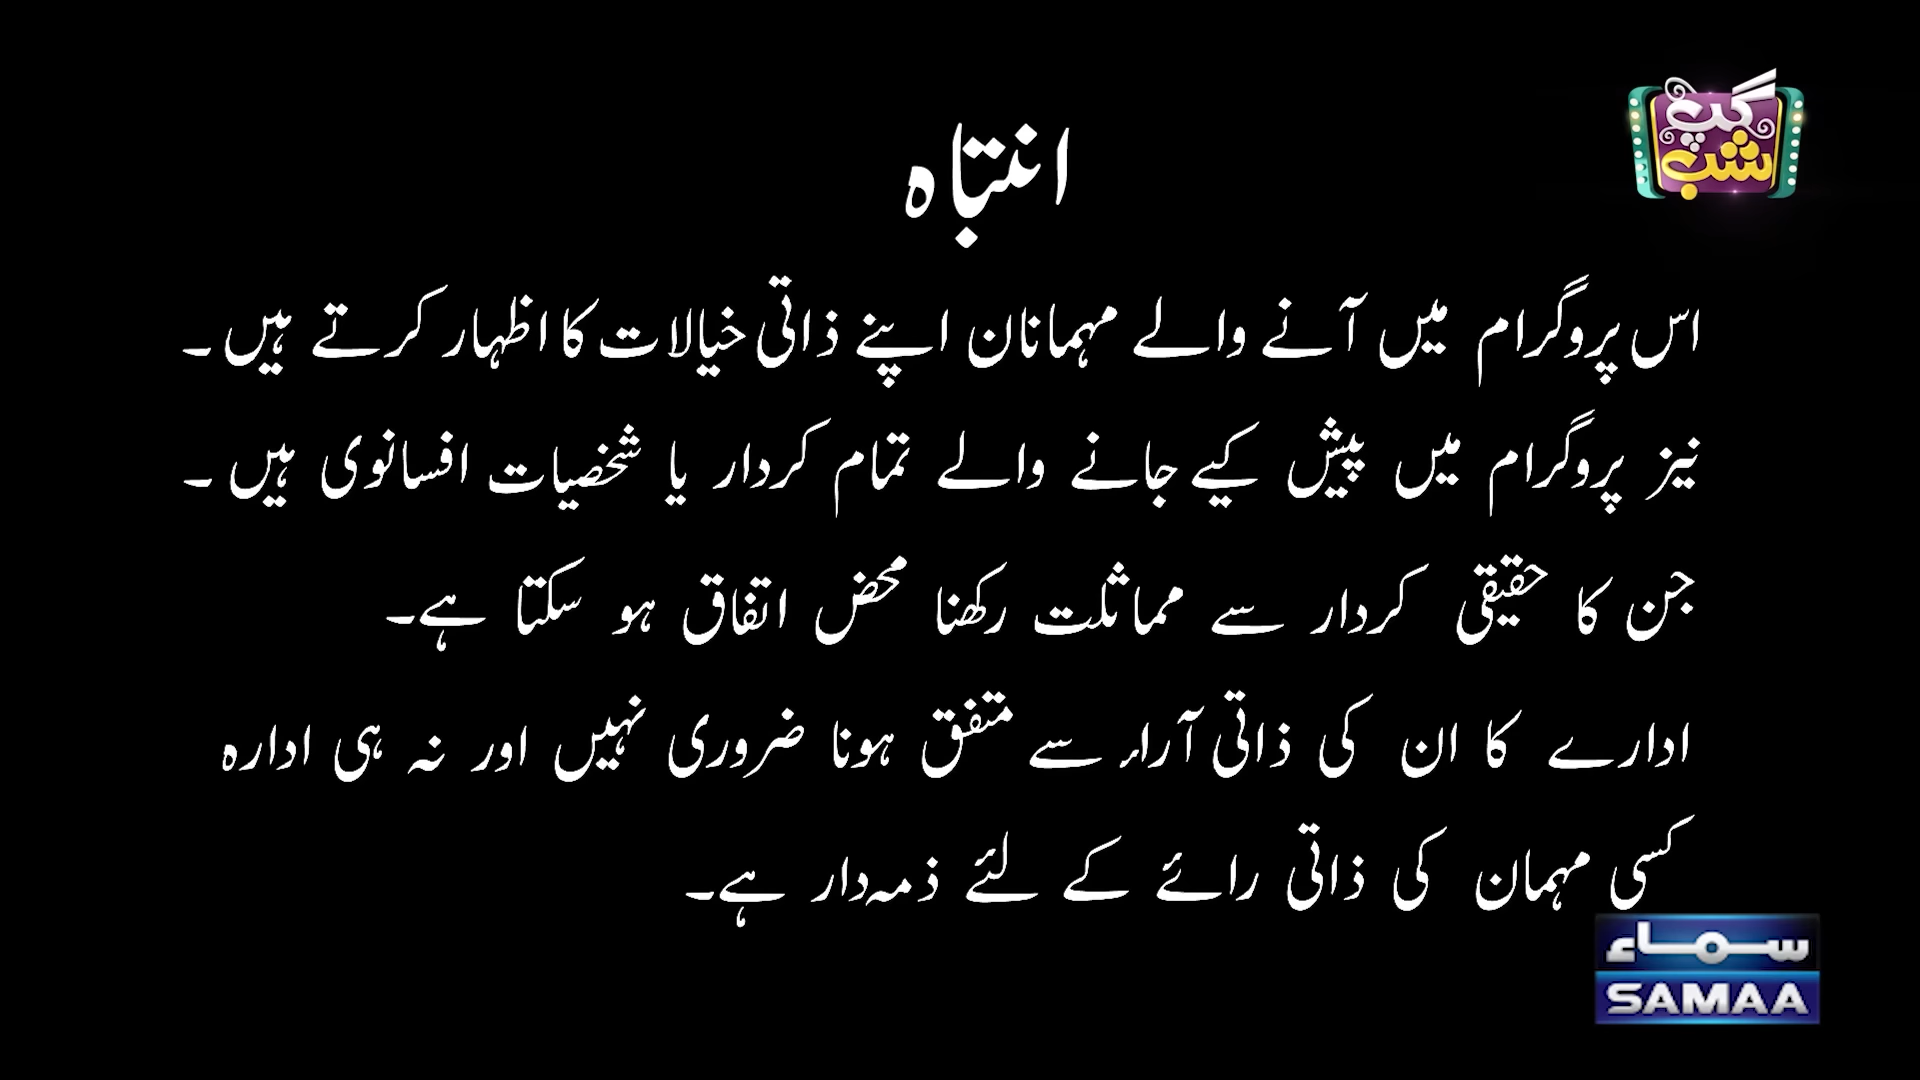 گپ
شب
انتباہ
اس پروگرام میں آنے والے مہمانان اپنے ذاتی خیالات کا اظہار کرتے ہیں۔
نیز پروگرام میں پیش کیے جانے والے تمام کردار یا شخصیات افسانوی ہیں۔
جن کا حقیقی کردار سے مماثلت رکھنا محض اتفاق ہو سکتا ہے۔
ادارے کا ان کی ذاتی آراء سے متفق ہونا ضروری نہیں اور نہ ہی ادارہ
کسی مہمان کی ذاتی رائے کے لئے ذمہ دار ہے۔
سماء
SAMAA